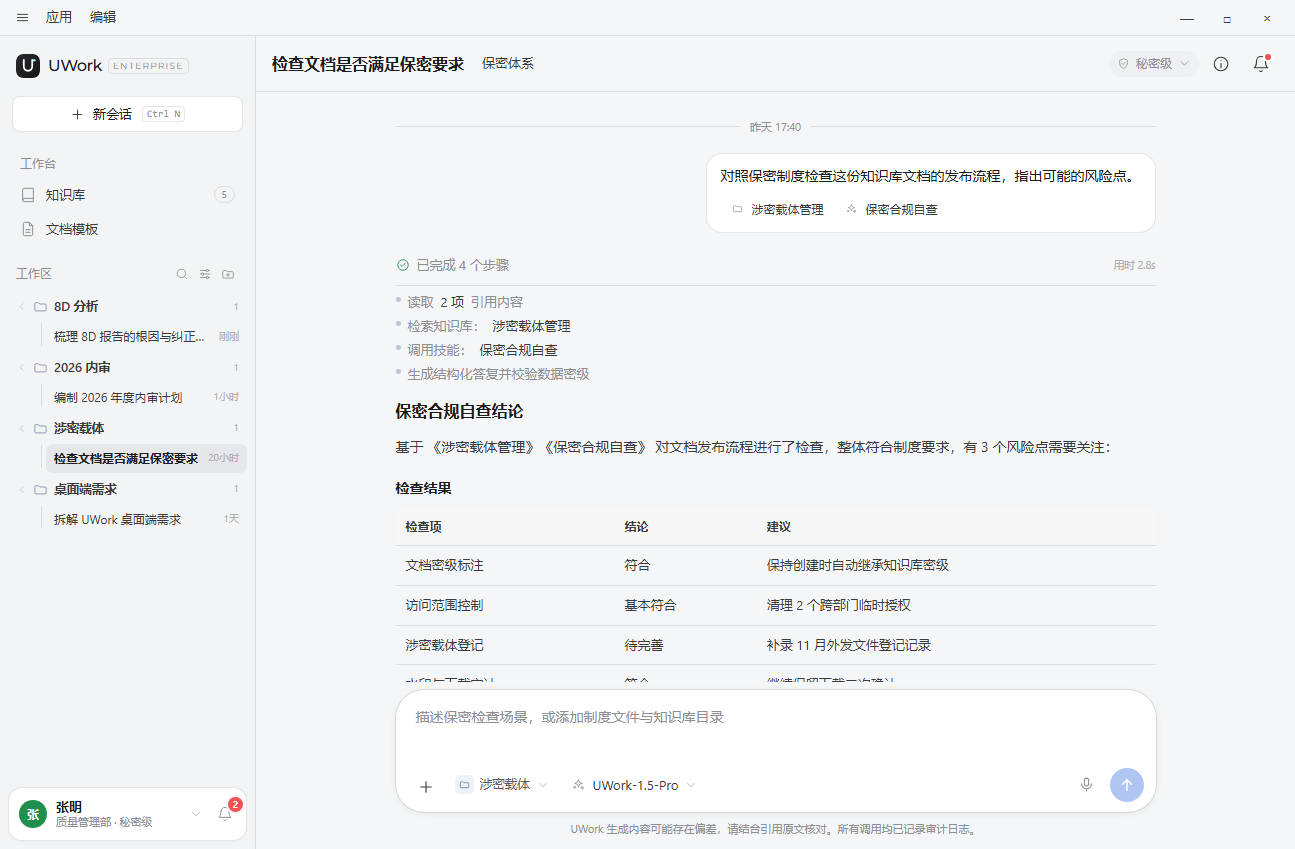 应用 编辑
UWork ENTERPRISE
新会话 Ctrl N
工作台
知识库 5
文档模板
工作区
8D 分析 1
梳理 8D 报告的根因与纠正... 刚刚
2026 内审 1
编制 2026 年度内审计划 1小时
涉密载体 1
检查文档是否满足保密要求 20小时
桌面端需求 1
拆解 UWork 桌面端需求 1天
张 张明
质量管理部 · 秘密级
2
检查文档是否满足保密要求 保密体系
秘密级
昨天 17:40
对照保密制度检查这份知识库文档的发布流程，指出可能的风险点。
涉密载体管理 保密合规自查
已完成 4 个步骤 用时 2.8s
读取 2 项 引用内容
检索知识库： 涉密载体管理
调用技能： 保密合规自查
生成结构化答复并校验数据密级
保密合规自查结论
基于 《涉密载体管理》《保密合规自查》 对文档发布流程进行了检查，整体符合制度要求，有 3 个风险点需要关注：
检查结果
检查项 结论 建议
文档密级标注 符合 保持创建时自动继承知识库密级
访问范围控制 基本符合 清理 2 个跨部门临时授权
涉密载体登记 待完善 补录 11 月外发文件登记记录
描述保密检查场景，或添加制度文件与知识库目录
涉密载体 UWork-1.5-Pro
UWork 生成内容可能存在偏差，请结合引用原文核对。所有调用均已记录审计日志。